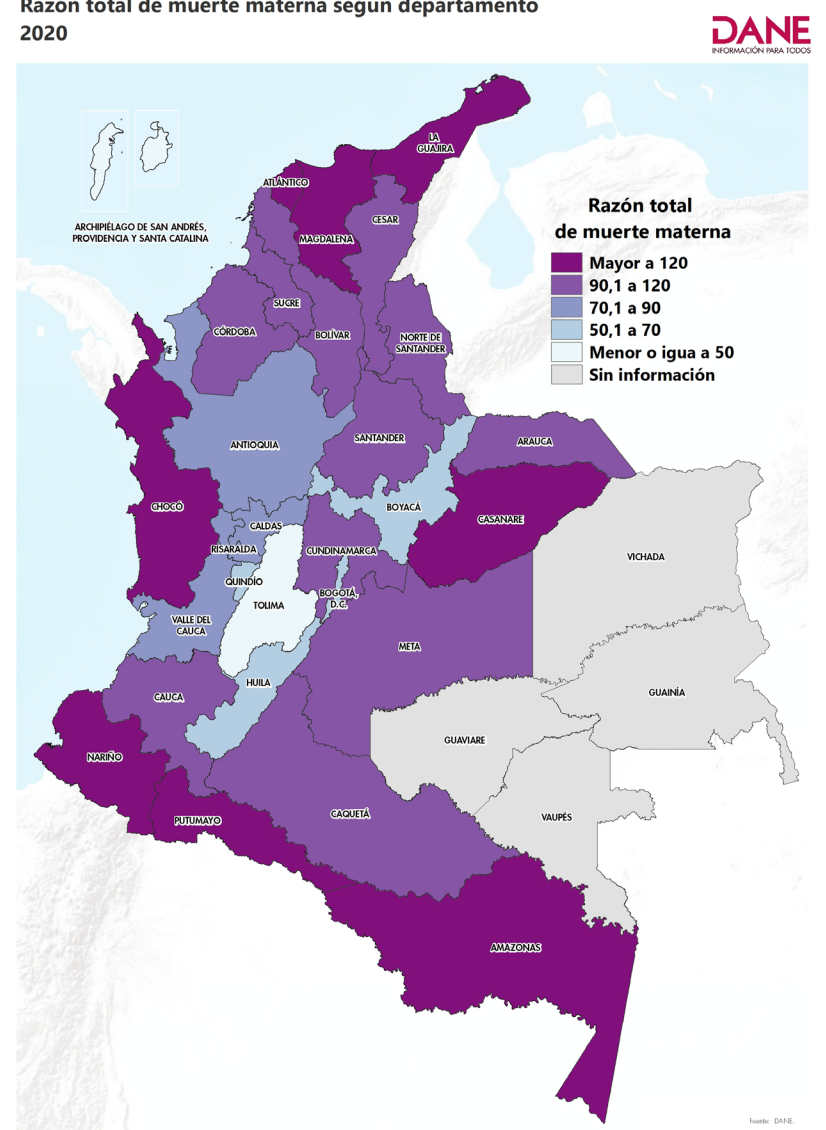 Razón total de muerte materna según departamento
2020
DANE
INFORMACIÓN PARA TODOS
LA
GUAJIRA
ATLÁNTICO
CESAR
ARCHIPIÉLAGO DE SAN ANDRÉS,
PROVIDENCIA Y SANTA CATALINA
MAGDALENA
Razón total
de muerte materna
Mayor a 120
90,1 a 120
70,1 a 90
50,1 a 70
Menor o igua a 50
Sin información
SUCRE
CÓRDOBA
BOLÍVAR
NORTE DE
SANTANDER
ANTIOQUIA
SANTANDER
ARAUCA
CHOCÓ
BOYACÁ
CASANARE
CALDAS
RISARALDA
CUNDINAMARCA
VICHADA
QUINDÍO
BOGOTÁ,
D.C.
TOLIMA
VALLE DEL
CAUCA
META
HUILA
CAUCA
GUAINÍA
GUAVIARE
NARIÑO
PUTUMAYO
CAQUETÁ
VAUPÉS
AMAZONAS
Fuente: DANE.